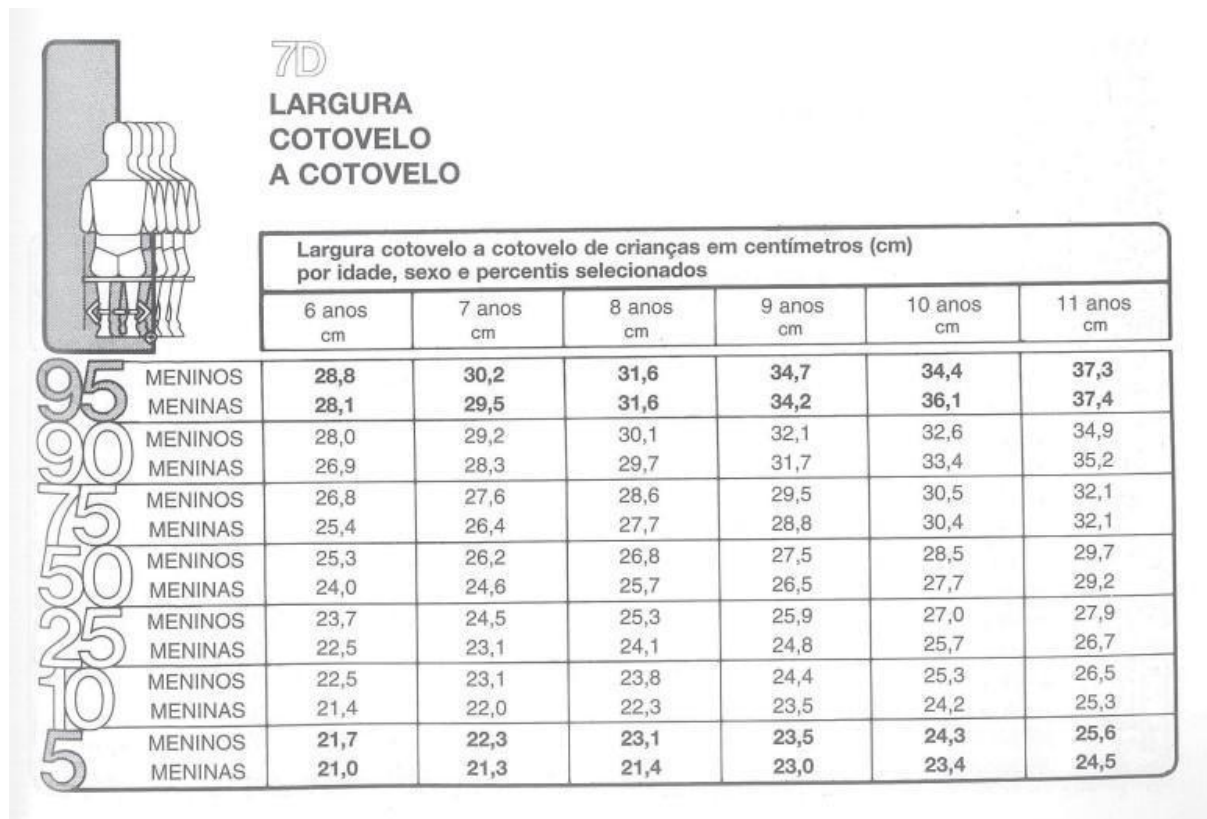 7D
LARGURA
COTOVELO
A COTOVELO
Largura cotovelo a cotovelo de crianças em centímetros (cm)
por idade, sexo e percentis selecionados
6 anos 7 anos 8 anos 9 anos 10 anos 11 anos
cm cm cm cm cm cm
95 MENINOS 28,8 30,2 31,6 34,7 34,4 37,3
MENINAS 28,1 29,5 31,6 34,2 36,1 37,4
90 MENINOS 28,0 29,2 30,1 32,1 32,6 34,9
MENINAS 26,9 28,3 29,7 31,7 33,4 35,2
75 MENINOS 26,8 27,6 28,6 29,5 30,5 32,1
MENINAS 25,4 26,4 27,7 28,8 30,4 32,1
50 MENINOS 25,3 26,2 26,8 27,5 28,5 29,7
MENINAS 24,0 24,6 25,7 26,5 27,7 29,2
25 MENINOS 23,7 24,5 25,3 25,9 27,0 27,9
MENINAS 22,5 23,1 24,1 24,8 25,7 26,7
10 MENINOS 22,5 23,1 23,8 24,4 25,3 26,5
MENINAS 21,4 22,0 22,3 23,5 24,2 25,3
5 MENINOS 21,7 22,3 23,1 23,5 24,3 25,6
MENINAS 21,0 21,3 21,4 23,0 23,4 24,5